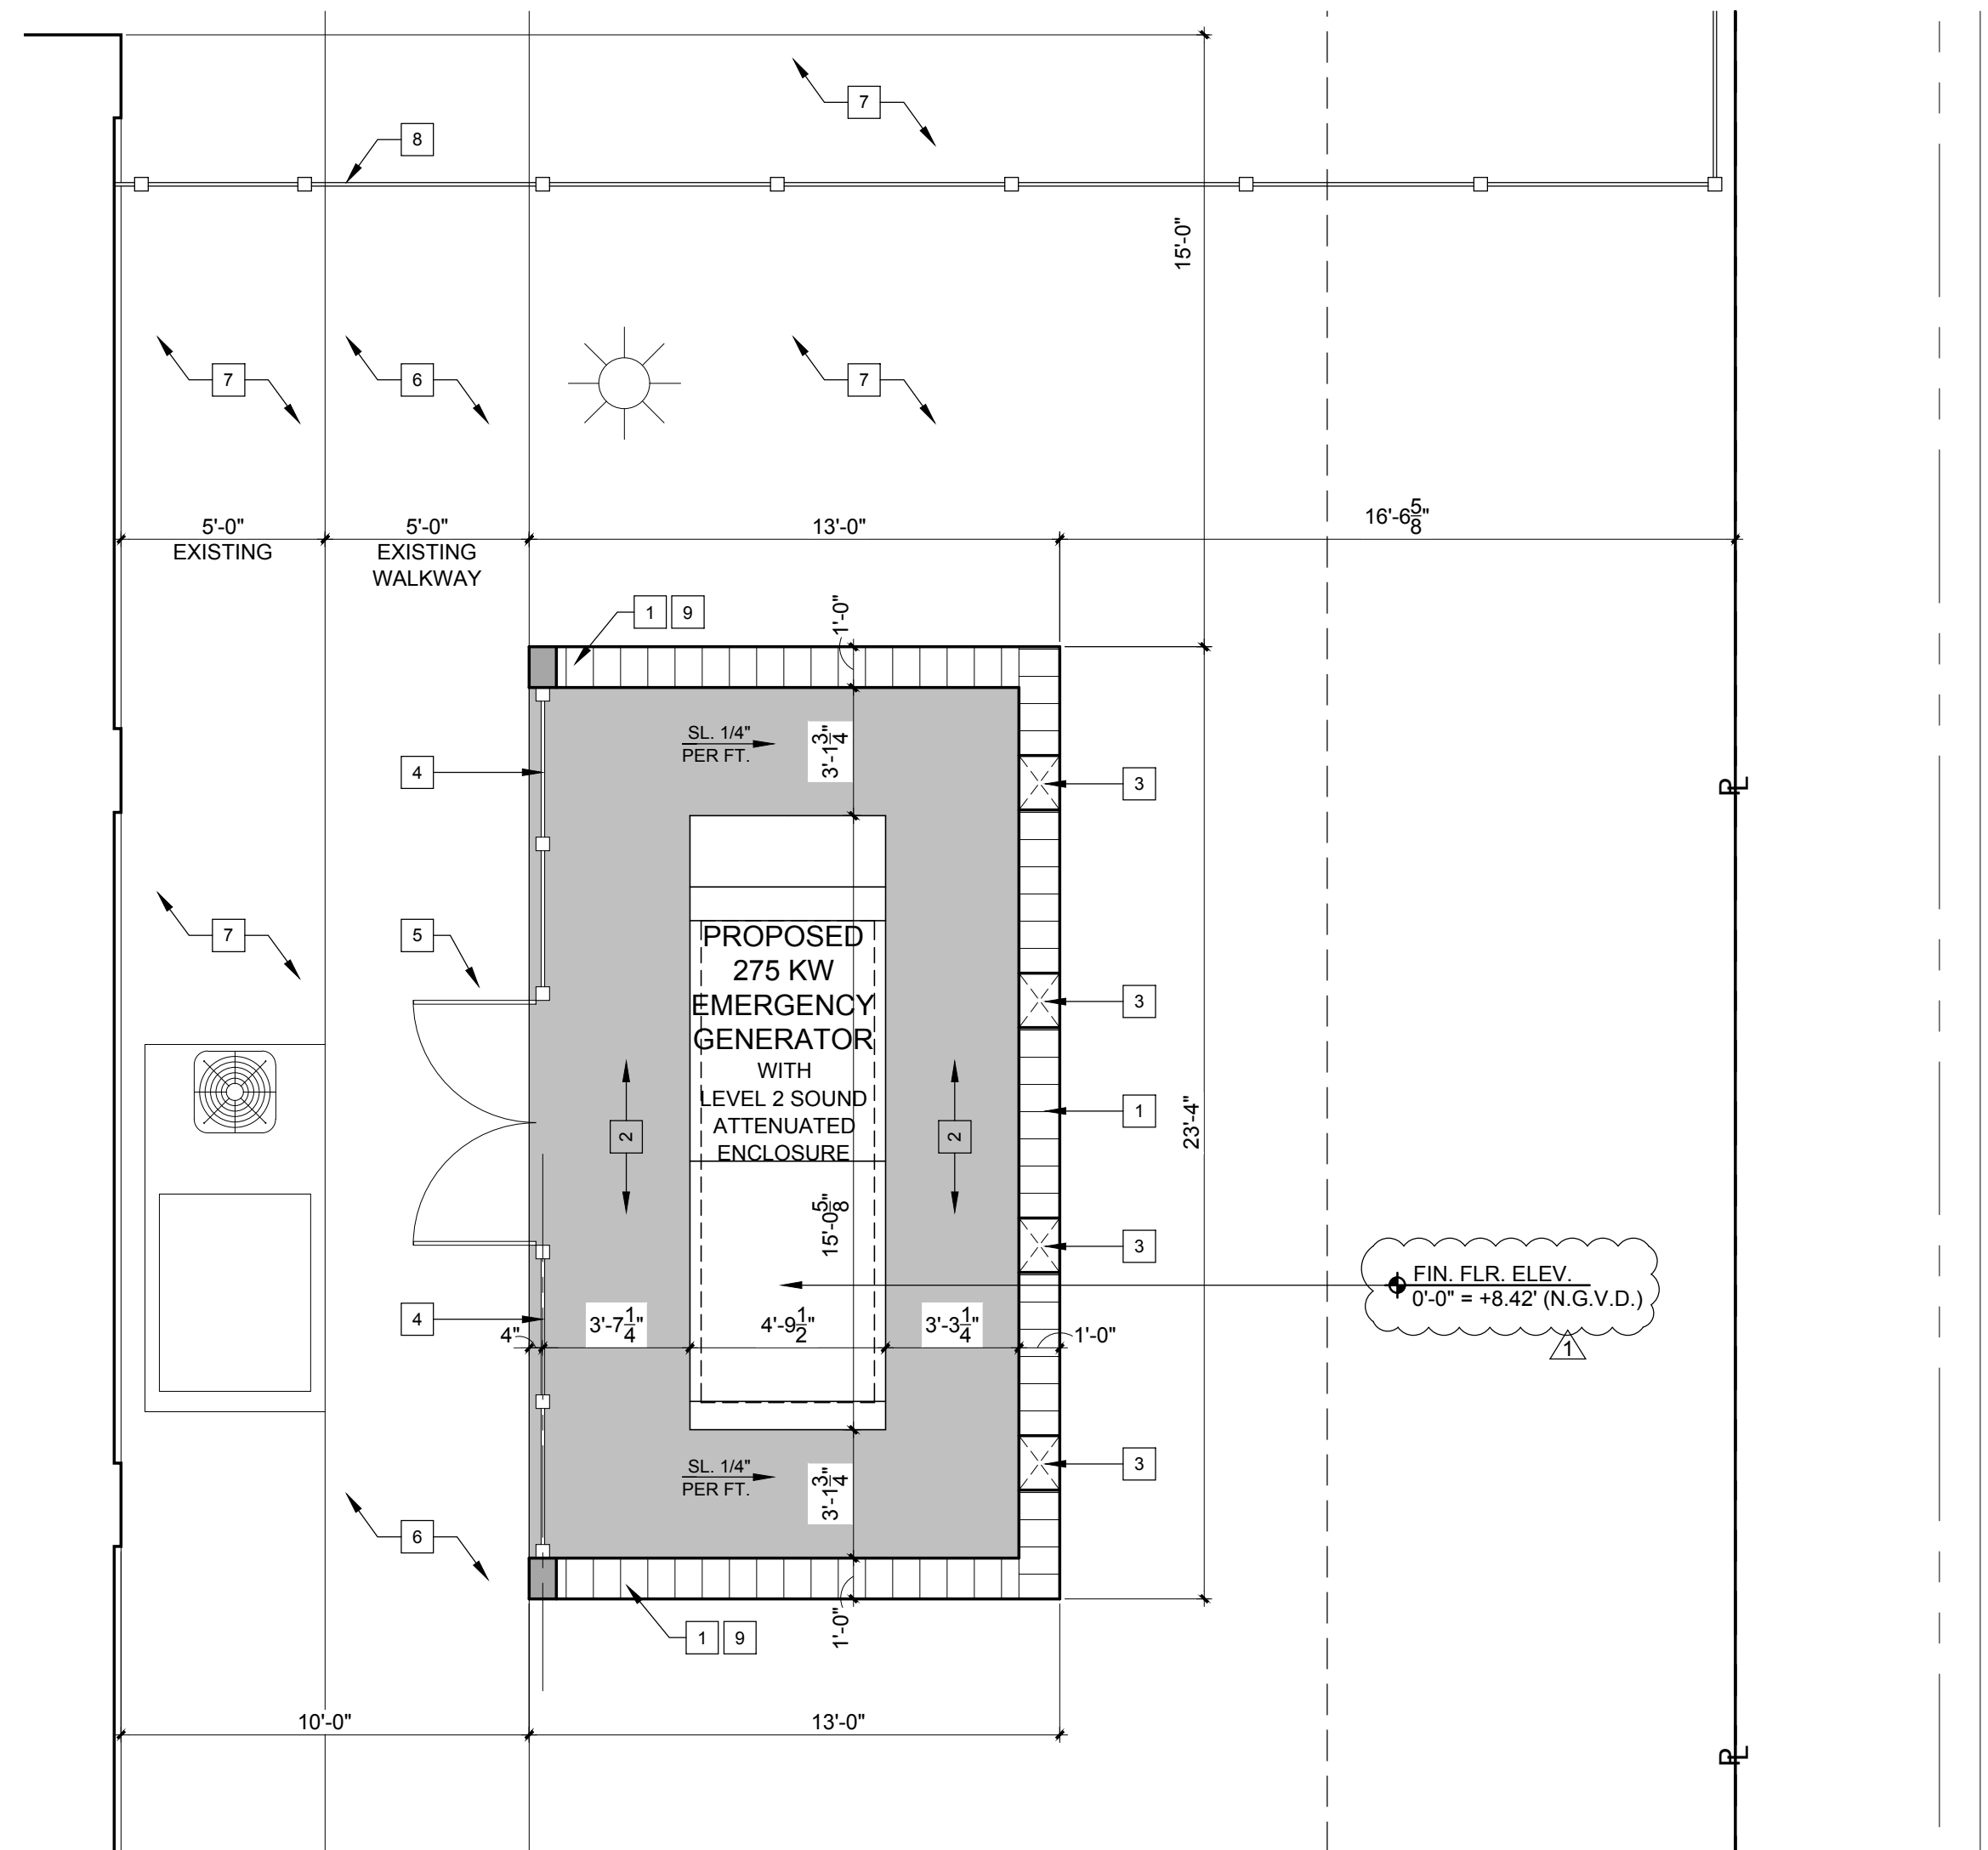 7
8
15'-0"
7
6
7
5'-0"
EXISTING
5'-0"
EXISTING
WALKWAY
13'-0"
16'-6 5/8"
1 9
1'-0"
SL. 1/4"
PER FT.
3'-1 3/4"
4
3
PL
7
5
3
PROPOSED
275 KW
EMERGENCY
GENERATOR
WITH
LEVEL 2 SOUND
ATTENUATED
ENCLOSURE
2
2
1
23'-4"
15'-0 5/8"
3
FIN. FLR. ELEV.
0'-0" = +8.42' (N.G.V.D.)
1
4
4"
3'-7 1/4"
4'-9 1/2"
3'-3 1/4"
1'-0"
SL. 1/4"
PER FT.
3'-1 3/4"
3
6
1 9
1'-0"
10'-0"
13'-0"
PL